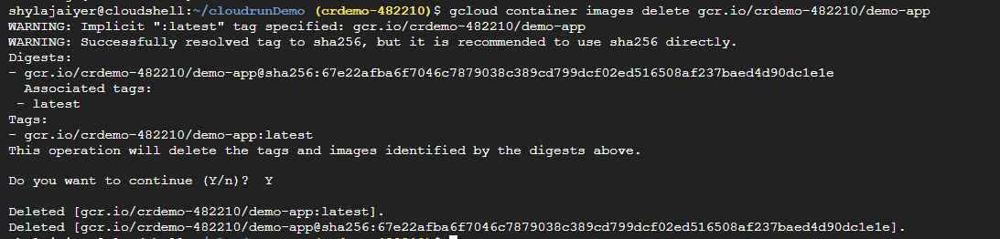 shylajaiyer@cloudshell:~/cloudrunDemo (crdemo-482210)$ gcloud container images delete gcr.io/crdemo-482210/demo-app
WARNING: Implicit ":latest" tag specified: gcr.io/crdemo-482210/demo-app
WARNING: Successfully resolved tag to sha256, but it is recommended to use sha256 directly.
Digests:
- gcr.io/crdemo-482210/demo-app@sha256:67e22afba6f7046c7879038c389cd799dcf02ed516508af237baed4d90dc1e1e
  Associated tags:
 - latest
Tags:
- gcr.io/crdemo-482210/demo-app:latest
This operation will delete the tags and images identified by the digests above.

Do you want to continue (Y/n)?  Y

Deleted [gcr.io/crdemo-482210/demo-app:latest].
Deleted [gcr.io/crdemo-482210/demo-app@sha256:67e22afba6f7046c7879038c389cd799dcf02ed516508af237baed4d90dc1e1e].